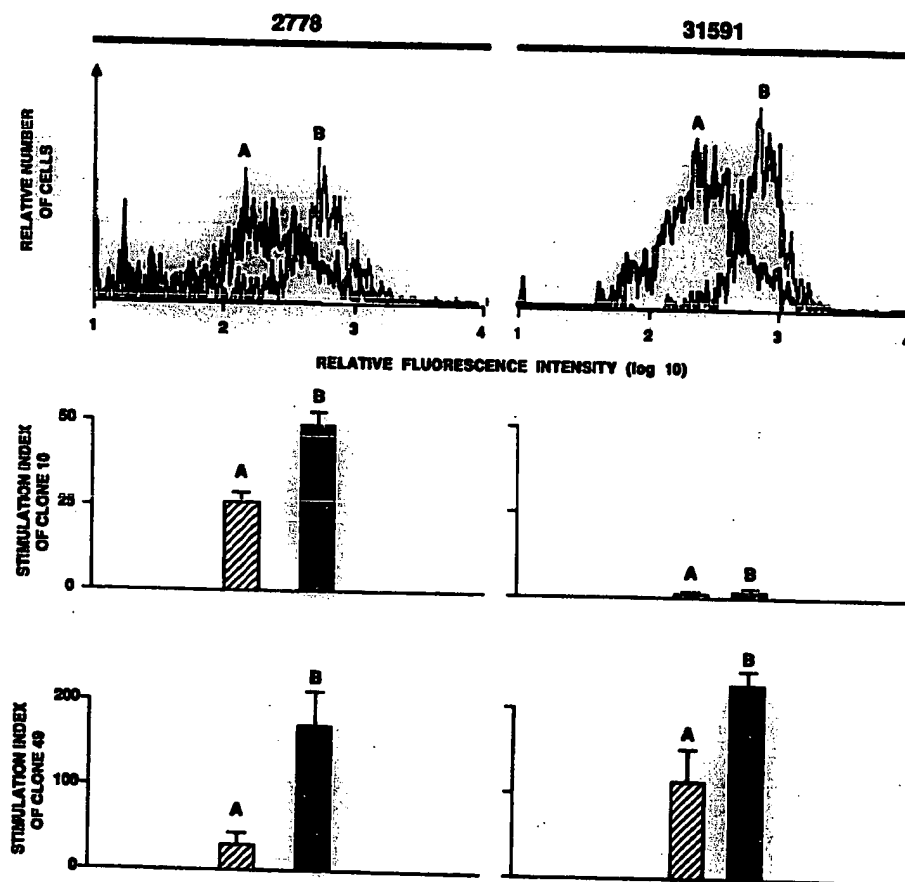 2778
31591
RELATIVE NUMBER
OF CELLS
A
B
A
B
1
2
3
4
1
2
3
4
RELATIVE FLUORESCENCE INTENSITY (log 10)
STIMULATION INDEX
OF CLONE 10
50
25
0
A
B
A
B
STIMULATION INDEX
OF CLONE 49
200
100
0
A
B
A
B